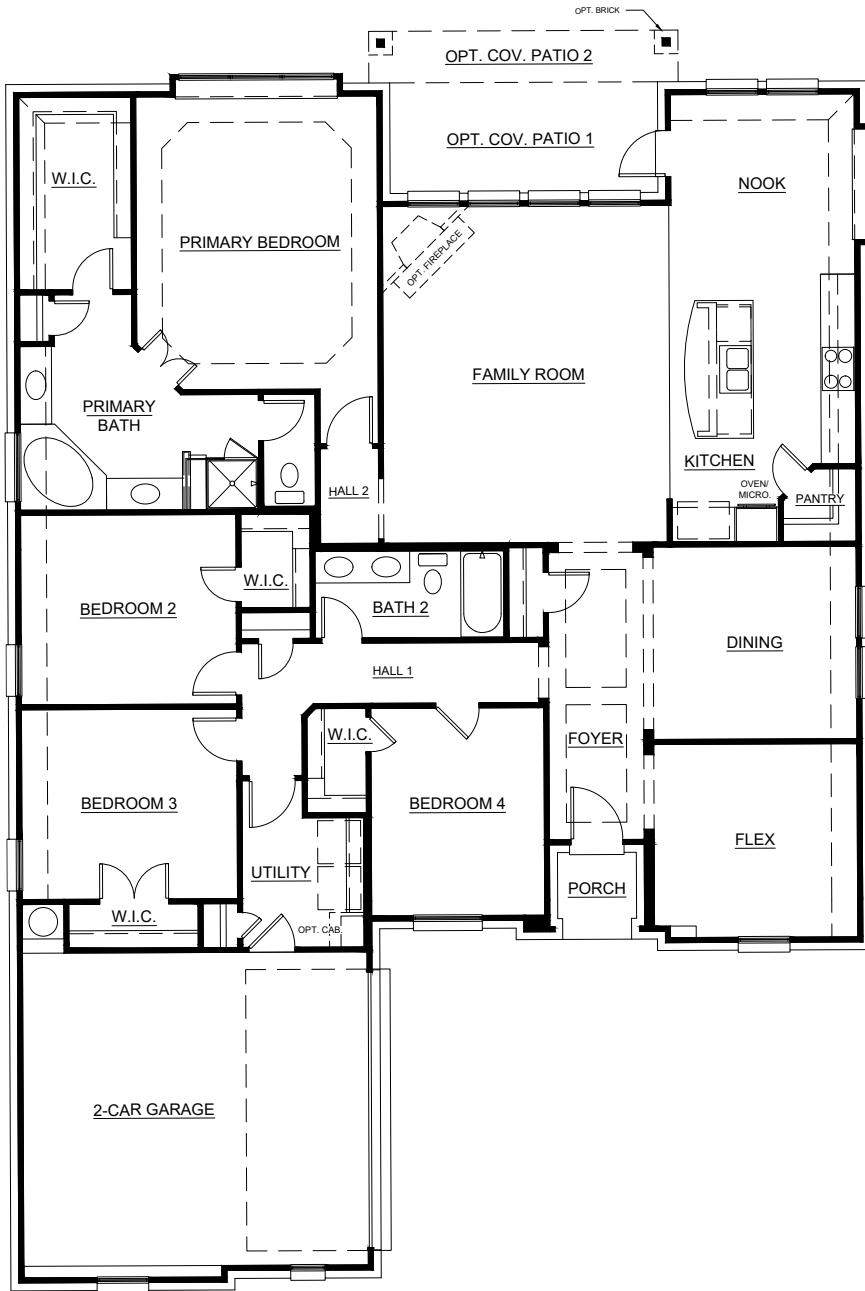 OPT. BRICK
OPT. COV. PATIO 2
OPT. COV. PATIO 1
W.I.C.
NOOK
PRIMARY BEDROOM
OPT. FIREPLACE
FAMILY ROOM
PRIMARY
BATH
KITCHEN
HALL 2
OVEN/
MICRO.
PANTRY
W.I.C.
BEDROOM 2
BATH 2
DINING
HALL 1
W.I.C.
FOYER
BEDROOM 3
BEDROOM 4
FLEX
UTILITY
PORCH
W.I.C.
OPT. CAB.
2-CAR GARAGE